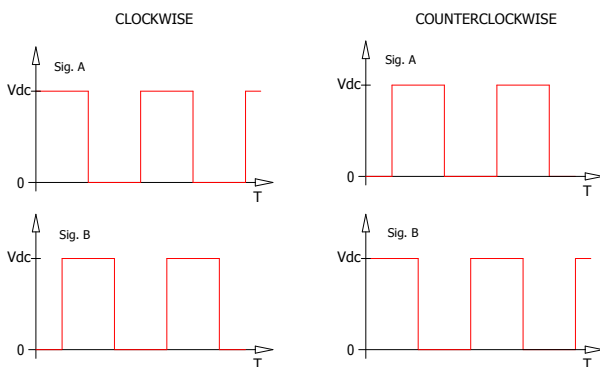 CLOCKWISE
COUNTERCLOCKWISE
Sig. A
Vdc
0
T
Sig. A
Vdc
0
T
Sig. B
Vdc
0
T
Sig. B
Vdc
0
T